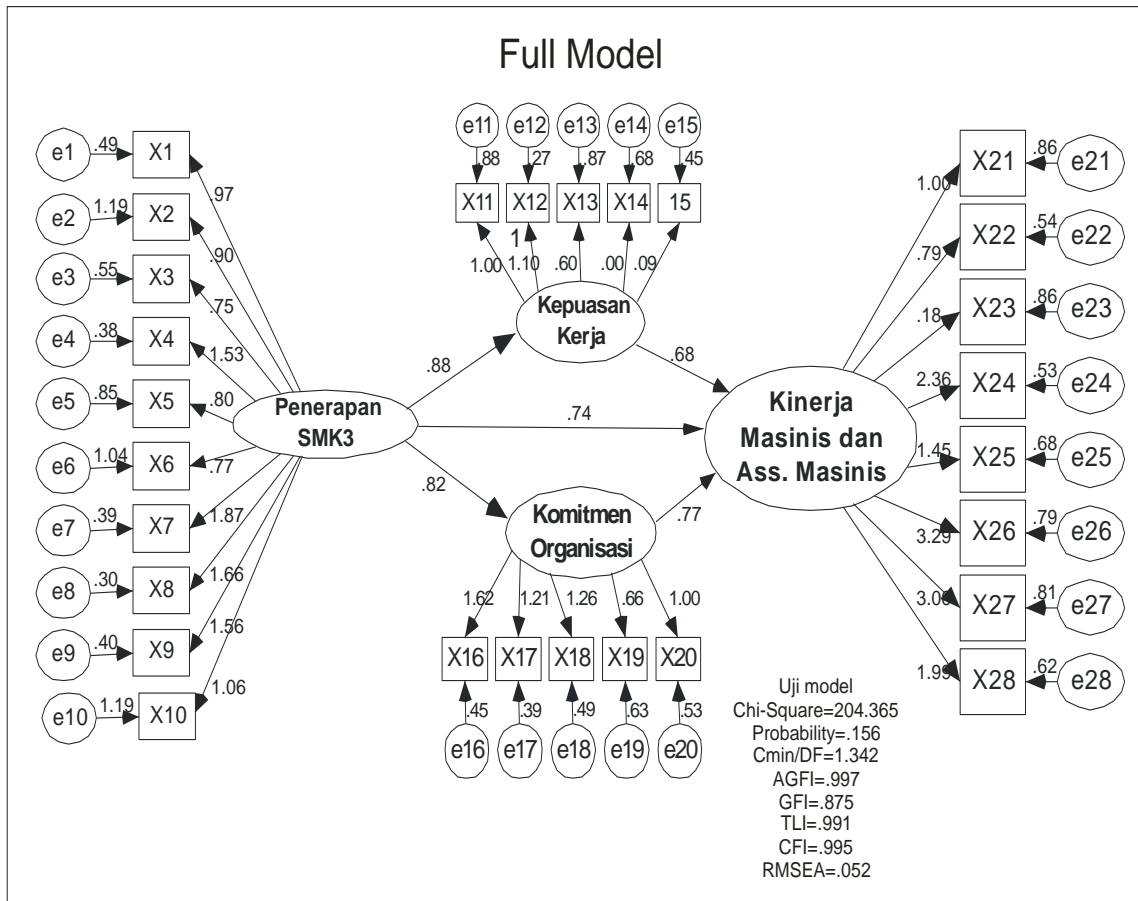 Full Model
e1
.49
X1
e2
1.19
X2
e3
.55
X3
e4
.38
X4
e5
.85
X5
e6
1.04
X6
e7
.39
X7
e8
.30
X8
e9
.40
X9
e10
1.19
X10
.97
.90
.75
1.53
.80
.77
1.87
1.66
1.56
1.06
Penerapan
SMK3
e11
e12
e13
e14
e15
.88
.27
.87
.68
.45
X11
X12
X13
X14
15
1
1.00
1.10
.60
.00
.09
Kepuasan
Kerja
.88
.68
.74
.82
.77
Komitmen
Organisasi
1.62
1.21
1.26
.66
1.00
X16
X17
X18
X19
X20
.45
.39
.49
.63
.53
e16
e17
e18
e19
e20
Kinerja
Masinis dan
Ass. Masinis
1.00
.79
.18
2.36
1.45
3.29
1.99
X21
.86
e21
X22
.54
e22
X23
.86
e23
X24
.53
e24
X25
.68
e25
X26
.79
e26
X27
.81
e27
X28
.62
e28
Uji model
Chi-Square=204.365
Probability=.156
Cmin/DF=1.342
AGFI=.997
GFI=.875
TLI=.991
CFI=.995
RMSEA=.052